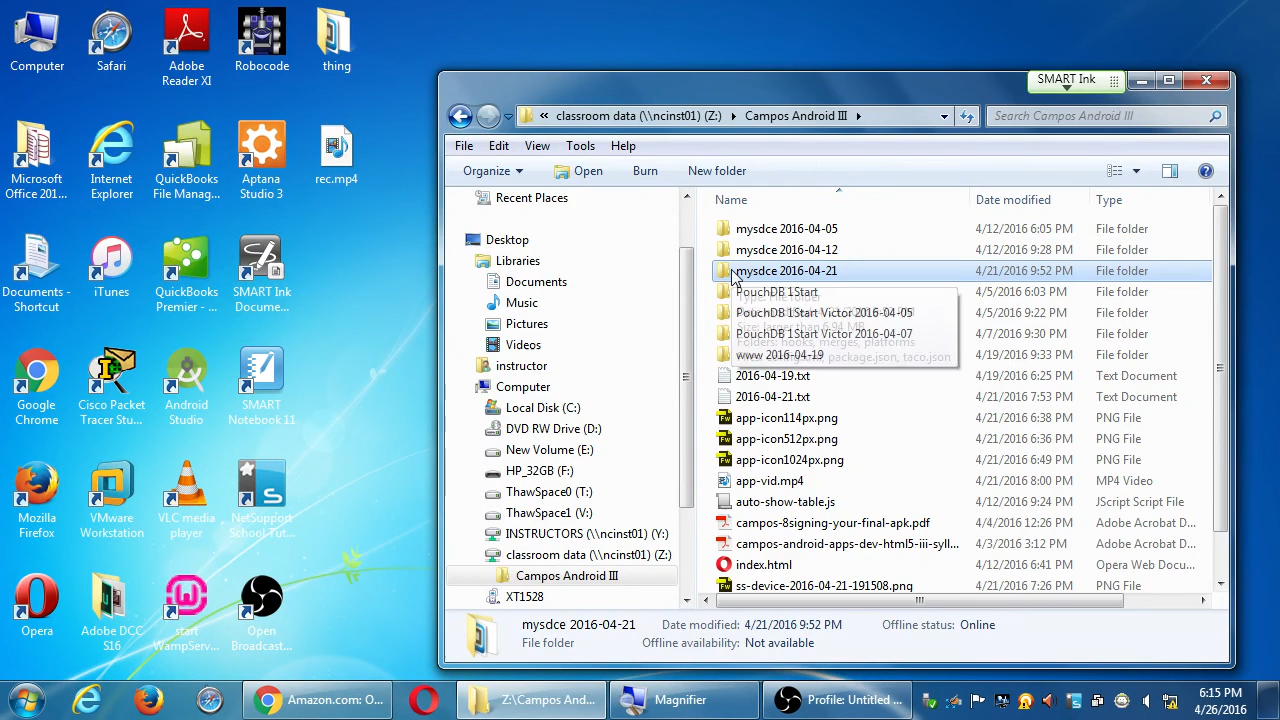 Computer
Safari
Adobe
Reader XI
Robocode
thing
Microsoft
Office 201...
Internet
Explorer
QuickBooks
File Manag...
Aptana
Studio 3
rec.mp4
Documents -
Shortcut
iTunes
QuickBooks
Premier - ...
SMART Ink
Document...
Google
Chrome
Cisco Packet
Tracer Stu...
Android
Studio
SMART
Notebook 11
Mozilla
Firefox
VMware
Workstation
VLC media
player
NetSupport
School Tut...
Opera
Adobe DCC
S16
start
WampServ...
Open
Broadcast...
SMART Ink
« classroom data (\\ncinst01) (Z:) Campos Android III
Search Campos Android III
File Edit View Tools Help
Organize Open Burn New folder
Recent Places
Desktop
Libraries
Documents
Music
Pictures
Videos
instructor
Computer
Local Disk (C:)
DVD RW Drive (D:)
New Volume (E:)
HP_32GB (F:)
ThawSpace0 (T:)
ThawSpace1 (V:)
INSTRUCTORS (\\ncinst01) (Y:)
classroom data (\\ncinst01) (Z:)
Campos Android III
XT1528
Name Date modified Type
mysdce 2016-04-05 4/12/2016 6:05 PM File folder
mysdce 2016-04-12 4/12/2016 9:28 PM File folder
mysdce 2016-04-21 4/21/2016 9:52 PM File folder
PouchDB 1Start 4/5/2016 6:03 PM File folder
Type: File folder
PouchDB 1Start Victor 2016-04-05 4/5/2016 9:22 PM File folder
Size: larger than 6.94 MB
PouchDB 1Start Victor 2016-04-07 4/7/2016 9:30 PM File folder
Folders: hooks, merges, platforms
www 2016-04-19 4/19/2016 9:33 PM File folder
package.json, taco.json
2016-04-19.txt 4/19/2016 6:25 PM Text Document
2016-04-21.txt 4/21/2016 7:53 PM Text Document
app-icon114px.png 4/21/2016 6:38 PM PNG File
app-icon512px.png 4/21/2016 6:36 PM PNG File
app-icon1024px.png 4/21/2016 6:49 PM PNG File
app-vid.mp4 4/21/2016 8:00 PM MP4 Video
auto-show-table.js 4/12/2016 9:24 PM JScript Script File
campos-8signing-your-final-apk.pdf 4/4/2016 12:26 PM Adobe Acrobat D...
campos-android-apps-dev-html5-iii-syll... 4/4/2016 3:12 PM Adobe Acrobat D...
index.html 4/12/2016 6:41 PM Opera Web Docu...
ss-device-2016-04-21-191508.png 4/21/2016 7:26 PM PNG File
mysdce 2016-04-21 Date modified: 4/21/2016 9:52 PM Offline status: Online
File folder Offline availability: Not available
Amazon.com: O...
Z:\Campos And...
Magnifier
Profile: Untitled ...
6:15 PM
4/26/2016